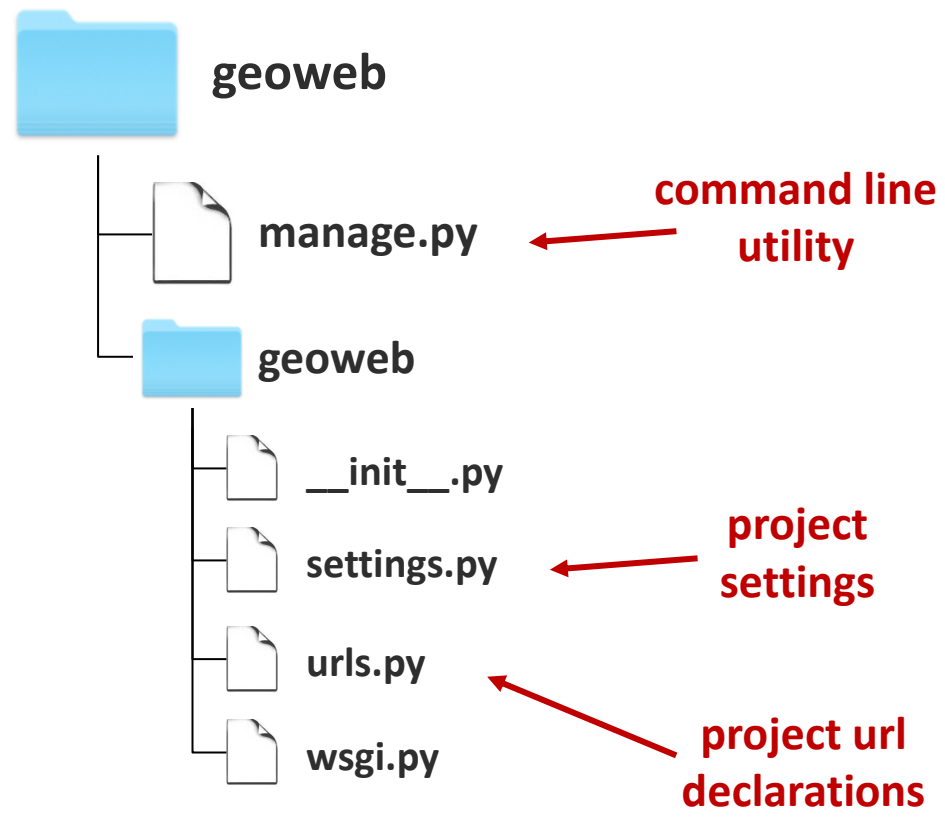 geoweb
manage.py
command line
utility
geoweb
__init__.py
settings.py
project
settings
urls.py
project url
declarations
wsgi.py